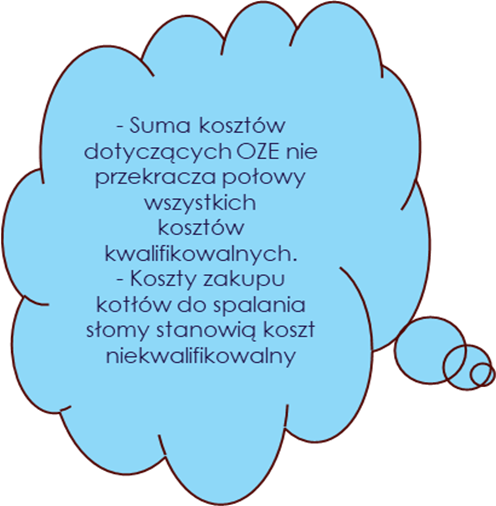 - Suma kosztów
dotyczących OZE nie
przekracza połowy
wszystkich
kosztów
kwalifikowalnych.
- Koszty zakupu
kotłów do spalania
słomy stanowią koszt
niekwalifikowalny